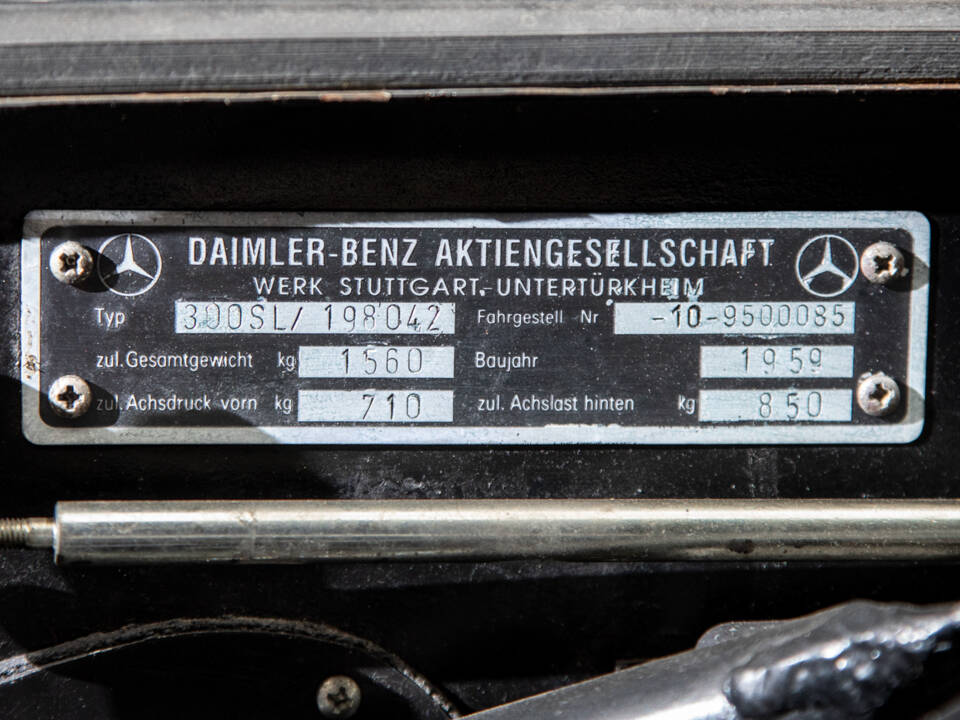 DAIMLER-BENZ AKTIENGESELLSCHAFT
WERK STUTTGART-UNTERTÜRKHEIM
Typ 300SL/ 198042 Fahrgestell Nr -10-9500085
zul.Gesamtgewicht kg 1560 Baujahr 1959
zul.Achsdruck vorn kg 710 zul. Achslast hinten kg 850